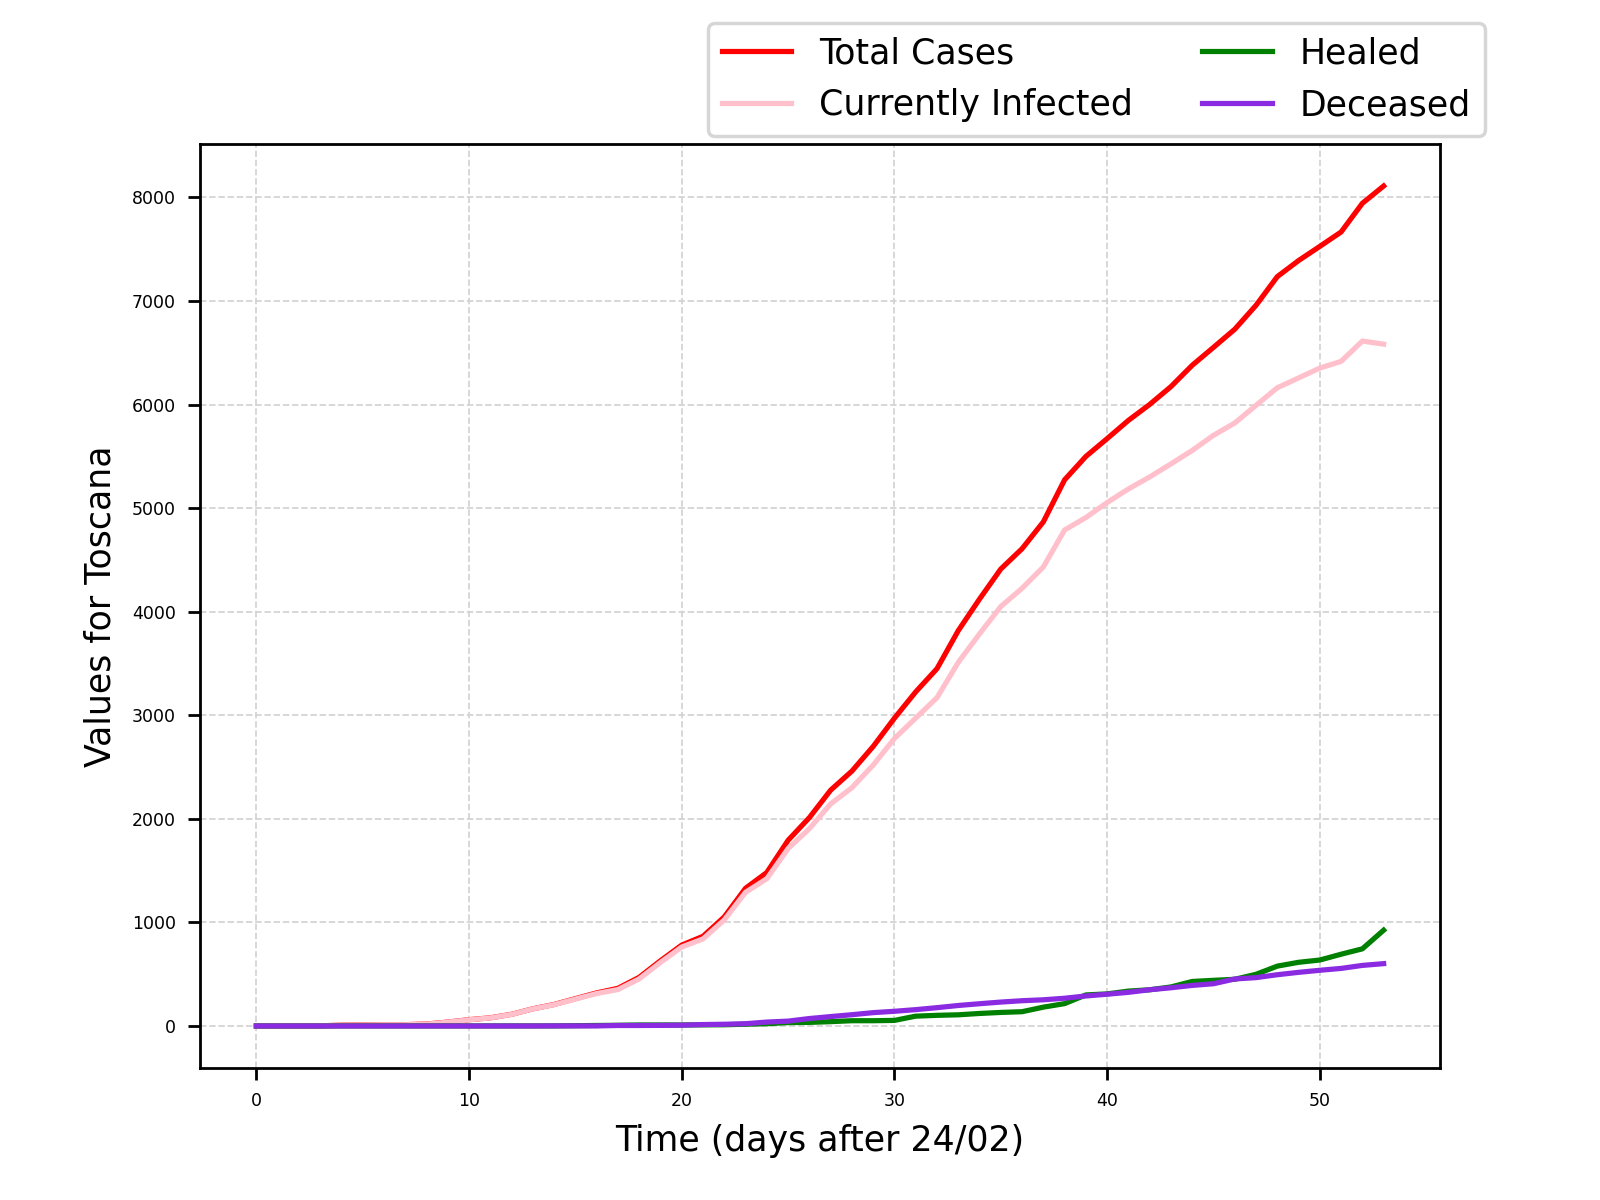 Total Cases
Currently Infected
Healed
Deceased
Values for Toscana
8000
7000
6000
5000
4000
3000
2000
1000
0
0 10 20 30 40 50
Time (days after 24/02)